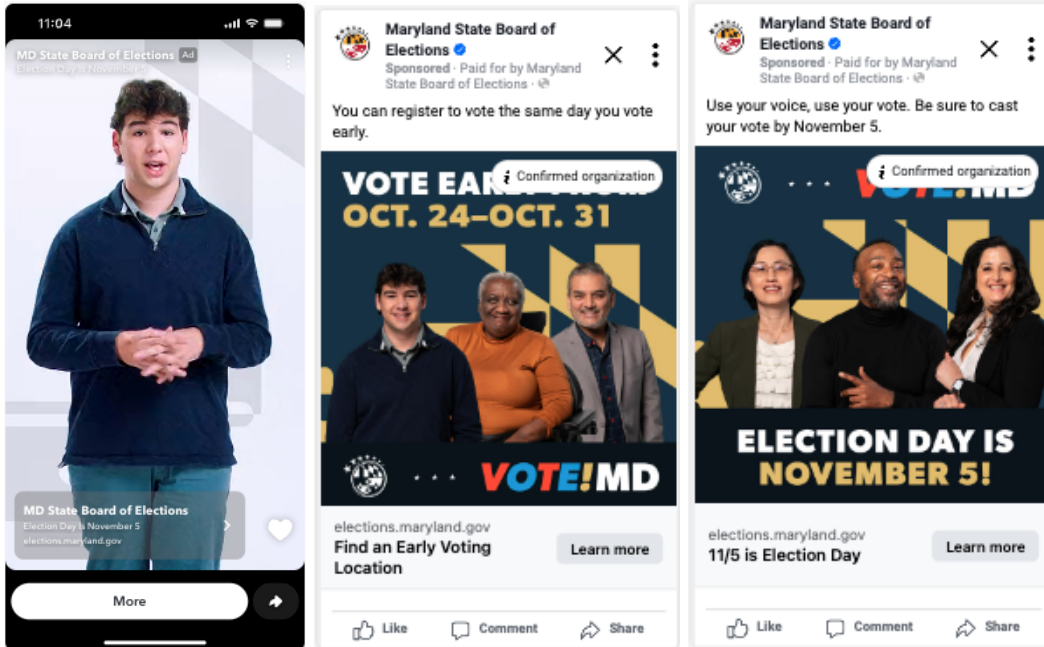 11:04
MD State Board of Elections Ad
Election Day is November 5
MD State Board of Elections
Election Day is November 5
elections.maryland.gov
More
Maryland State Board of
Elections
Sponsored · Paid for by Maryland
State Board of Elections ·
You can register to vote the same day you vote
early.
VOTE
Confirmed organization
OCT. 24–OCT. 31
VOTE!MD
elections.maryland.gov
Find an Early Voting
Location
Learn more
Like
Comment
Share
Maryland State Board of
Elections
Sponsored · Paid for by Maryland
State Board of Elections ·
Use your voice, use your vote. Be sure to cast
your vote by November 5.
Confirmed organization
VOTE!MD
ELECTION DAY IS
NOVEMBER 5!
elections.maryland.gov
11/5 is Election Day
Learn more
Like
Comment
Share